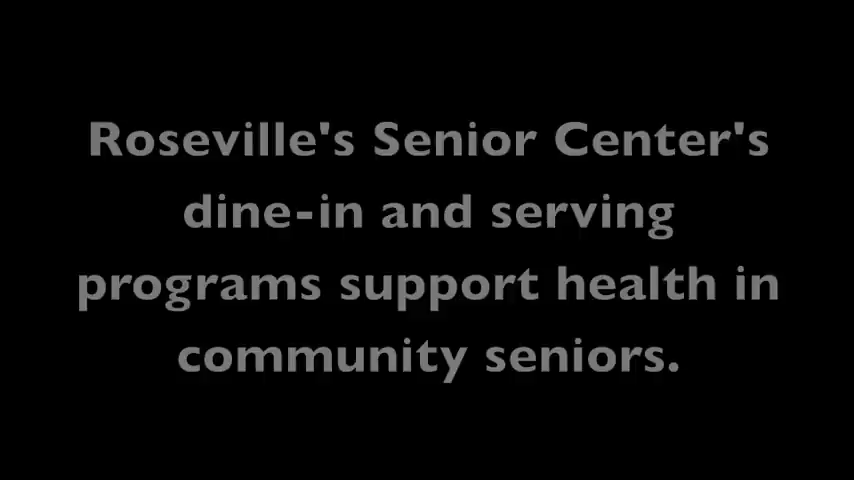 Roseville's Senior Center's
dine-in and serving
programs support health in
community seniors.